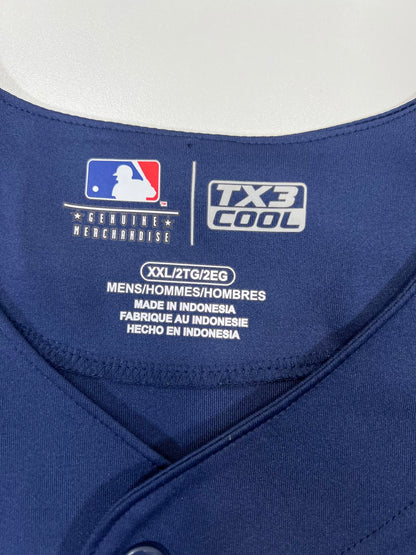 GENUINE
MERCHANDISE
TX3
COOL
XXL/2TG/2EG
MENS/HOMMES/HOMBRES
MADE IN INDONESIA
FABRIQUE AU INDONESIE
HECHO EN INDONESIA